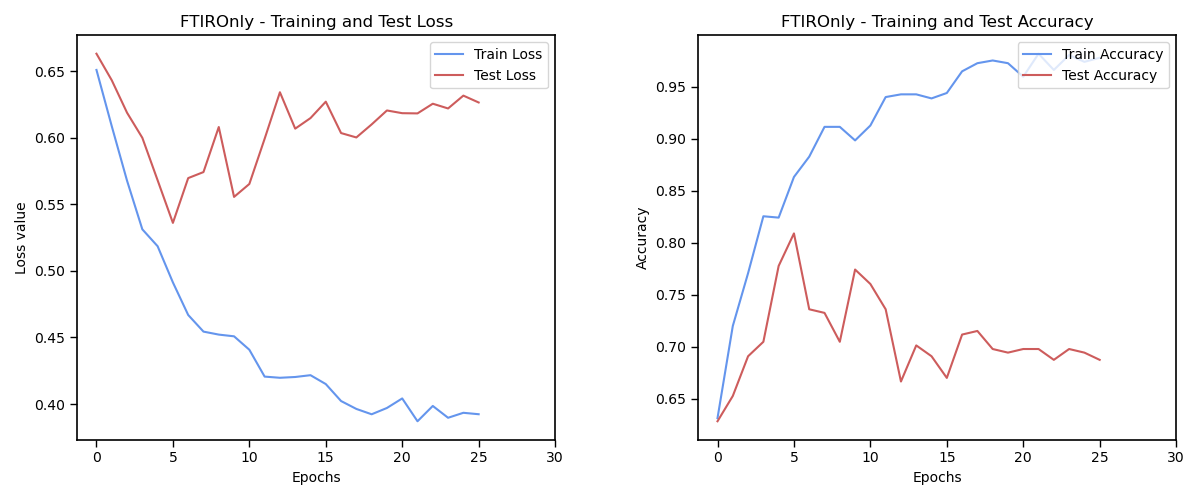 FTIROnly - Training and Test Loss
Train Loss
Test Loss
0.65
0.60
0.55
0.50
0.45
0.40
Loss value
0 5 10 15 20 25 30
Epochs
FTIROnly - Training and Test Accuracy
Train Accuracy
Test Accuracy
0.95
0.90
0.85
0.80
0.75
0.70
0.65
Accuracy
0 5 10 15 20 25 30
Epochs